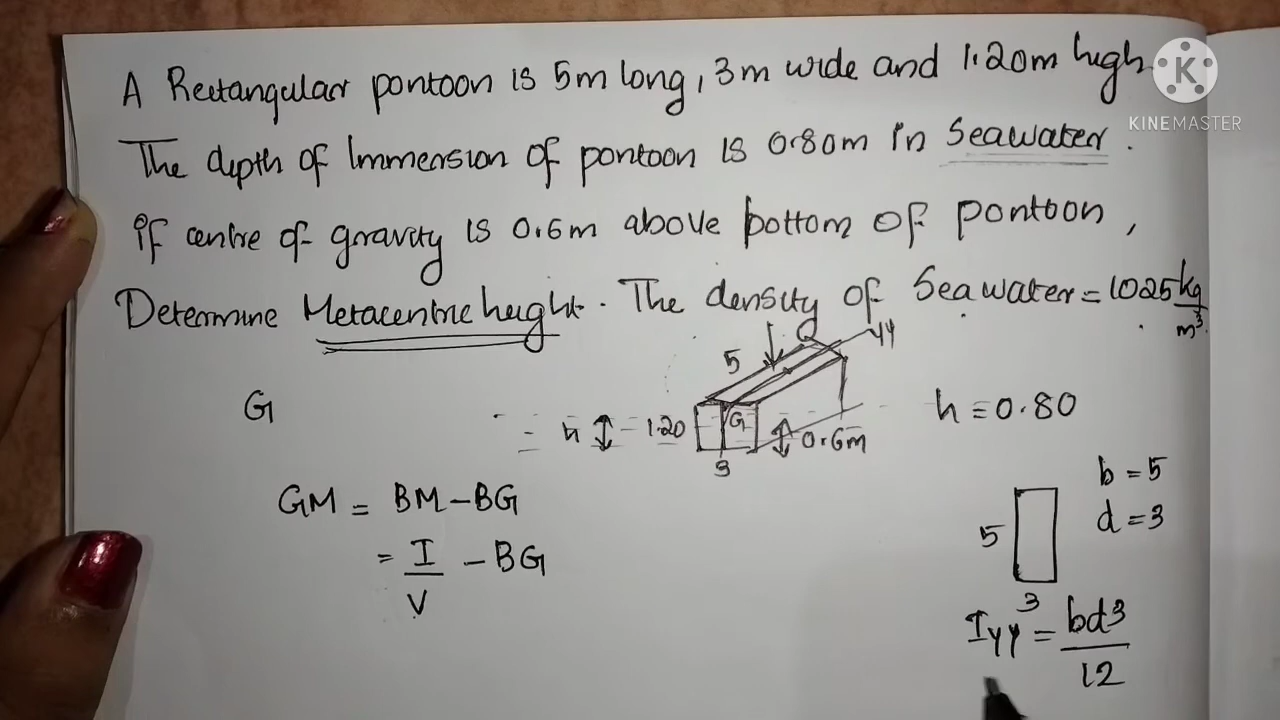 A Rectangular pontoon is 5m long, 3m wide and 1.20m high.
The depth of Immersion of pontoon is 0.80m in Seawater.
if centre of gravity is 0.6m above bottom of pontoon,
Determine Metacentric height. The density of Seawater = 1025 kg/m³.
K
KINEMASTER
5
yy
G
h
1.20
G
0.6m
3
h = 0.80
GM = BM - BG
= I/V - BG
b = 5
d = 3
5
3
Iyy = bd3/12